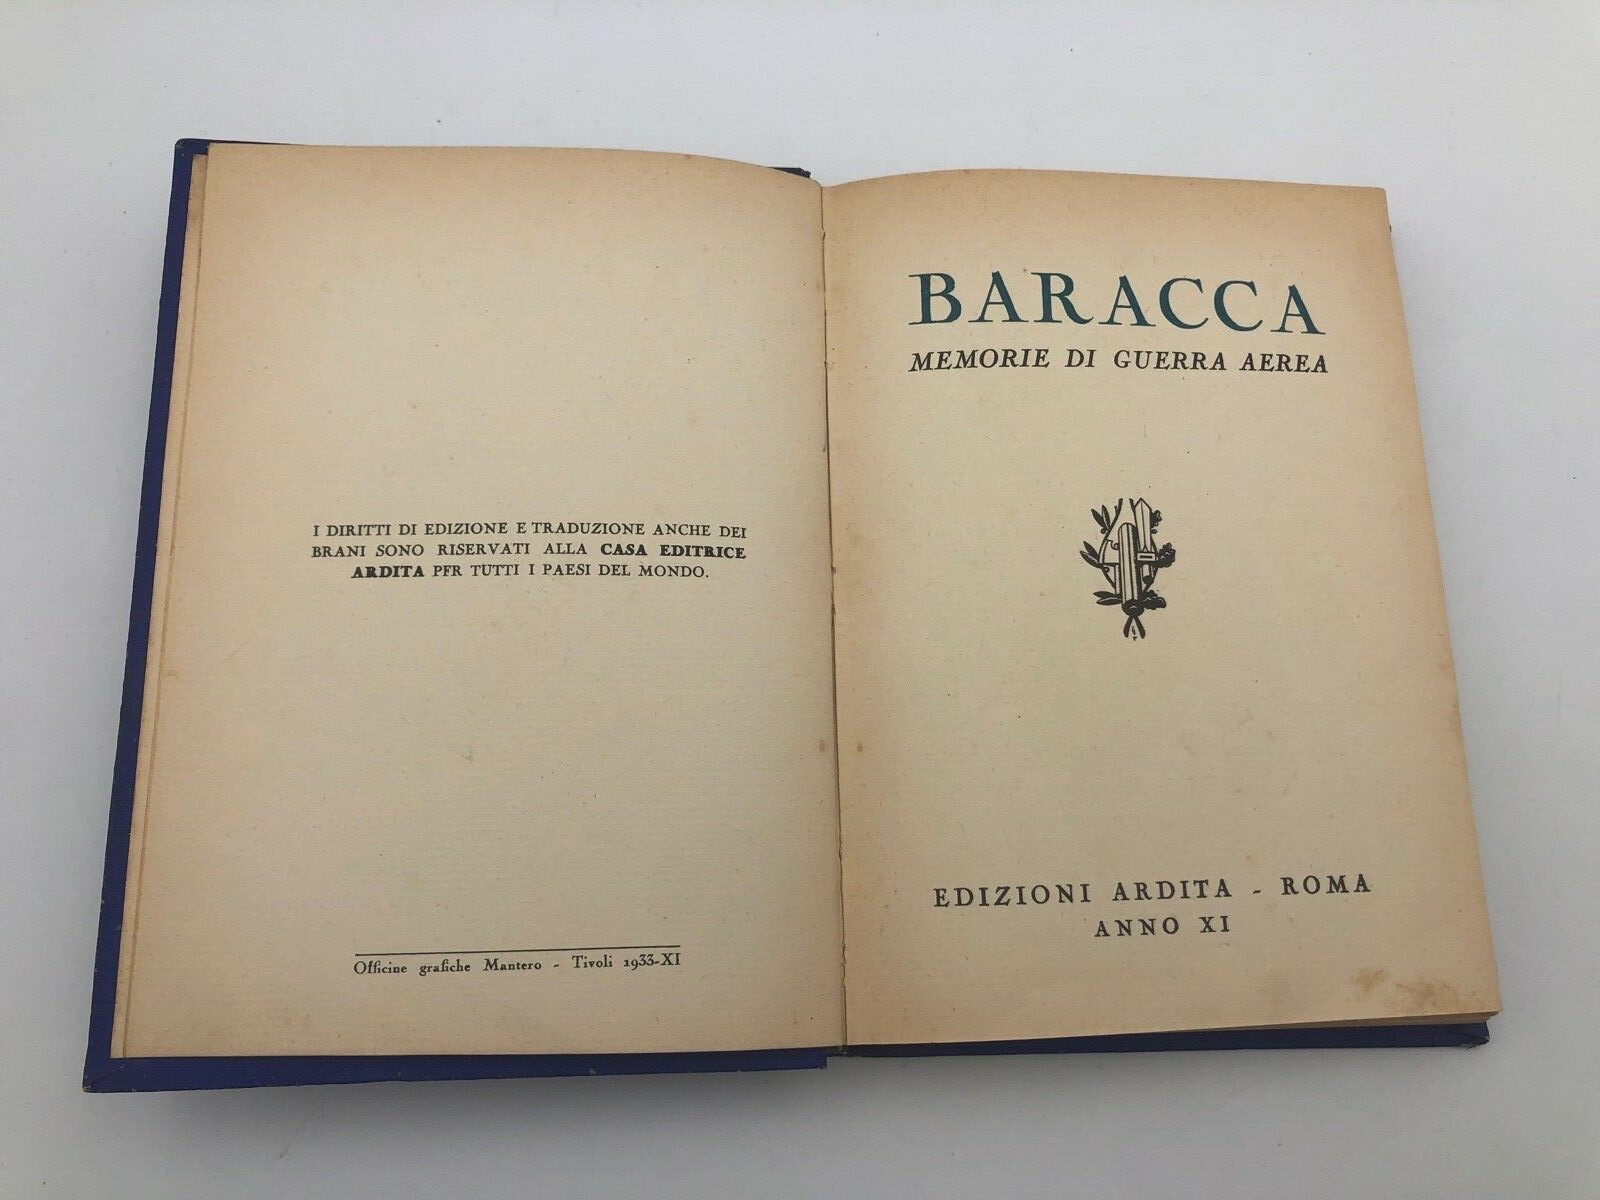 I DIRITTI DI EDIZIONE E TRADUZIONE ANCHE DEI
BRANI SONO RISERVATI ALLA CASA EDITRICE
ARDITA PFR TUTTI I PAESI DEL MONDO.
Officine grafiche Mantero - Tivoli 1933-XI
BARACCA
MEMORIE DI GUERRA AEREA
EDIZIONI ARDITA - ROMA
ANNO XI